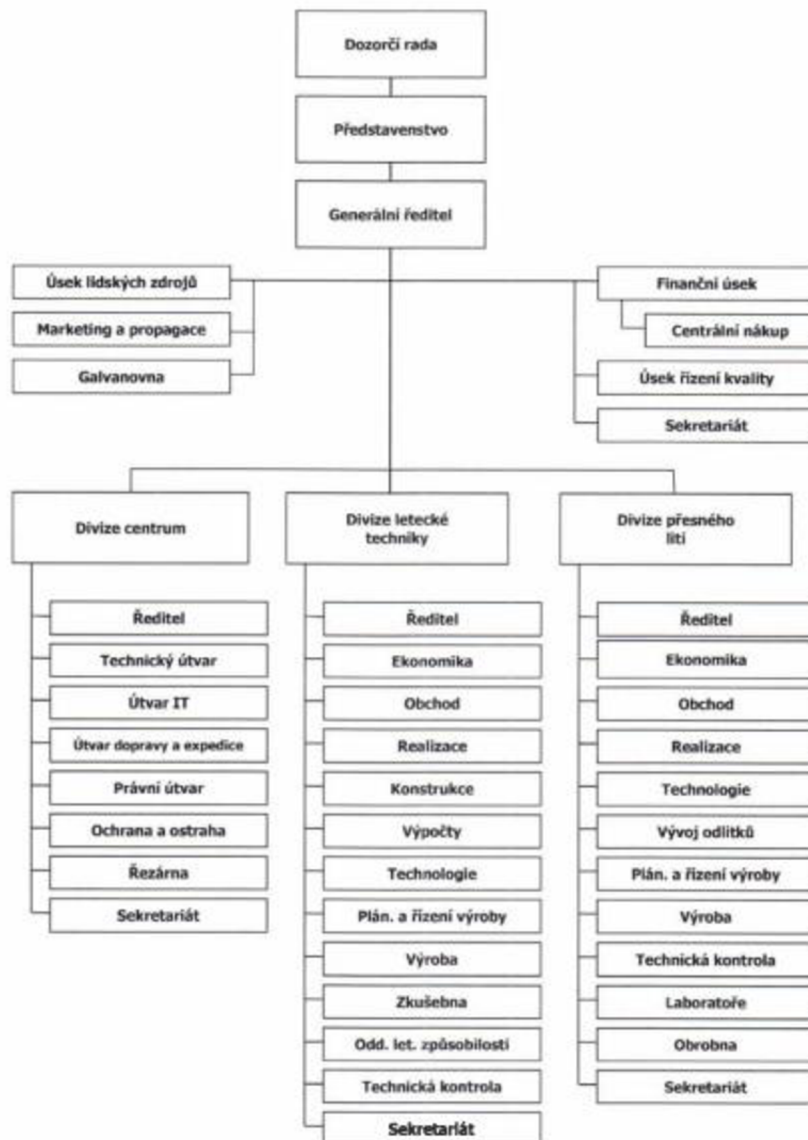 Dozorčí rada
Představenstvo
Generální ředitel
Úsek lidských zdrojů
Marketing a propagace
Galvanovna
Finanční úsek
Centrální nákup
Úsek řízení kvality
Sekretariát
Divize centrum
Ředitel
Technický útvar
Útvar IT
Útvar dopravy a expedice
Právní útvar
Ochrana a ostraha
Řezárna
Sekretariát
Divize letecké
techniky
Ředitel
Ekonomika
Obchod
Realizace
Konstrukce
Výpočty
Technologie
Plán. a řízení výroby
Výroba
Zkušebna
Odd. let. způsobilosti
Technická kontrola
Sekretariát
Divize přesného
lití
Ředitel
Ekonomika
Obchod
Realizace
Technologie
Vývoj odlitků
Plán. a řízení výroby
Výroba
Technická kontrola
Laboratoře
Obrobna
Sekretariát